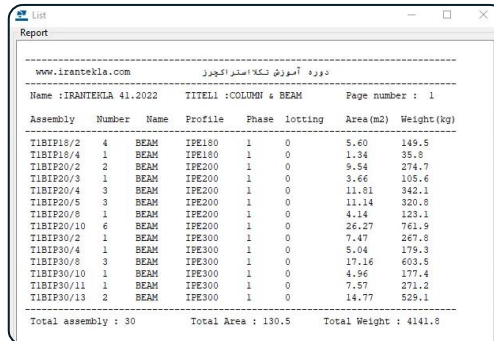 List
Report
www.irantekla.com دوره آموزش تکلااستراکچرز
Name :IRANTEKLA 41.2022 TITEL1 :COLUMN & BEAM Page number : 1
Assembly Number Name Profile Phase lotting Area(m2) Weight(kg)
T1BIP18/2 4 BEAM IPE180 1 0 5.60 149.5
T1BIP18/4 1 BEAM IPE180 1 0 1.34 35.8
T1BIP20/2 2 BEAM IPE200 1 0 9.54 274.7
T1BIP20/3 1 BEAM IPE200 1 0 3.66 105.6
T1BIP20/4 3 BEAM IPE200 1 0 11.81 342.1
T1BIP20/5 3 BEAM IPE200 1 0 11.14 320.8
T1BIP20/8 1 BEAM IPE200 1 0 4.14 123.1
T1BIP20/10 6 BEAM IPE200 1 0 26.27 761.9
T1BIP30/2 1 BEAM IPE300 1 0 7.47 267.8
T1BIP30/4 1 BEAM IPE300 1 0 5.04 179.3
T1BIP30/8 3 BEAM IPE300 1 0 17.16 603.5
T1BIP30/10 1 BEAM IPE300 1 0 4.96 177.4
T1BIP30/11 1 BEAM IPE300 1 0 7.57 271.2
T1BIP30/13 2 BEAM IPE300 1 0 14.77 529.1
Total assembly : 30 Total Area : 130.5 Total Weight : 4141.8